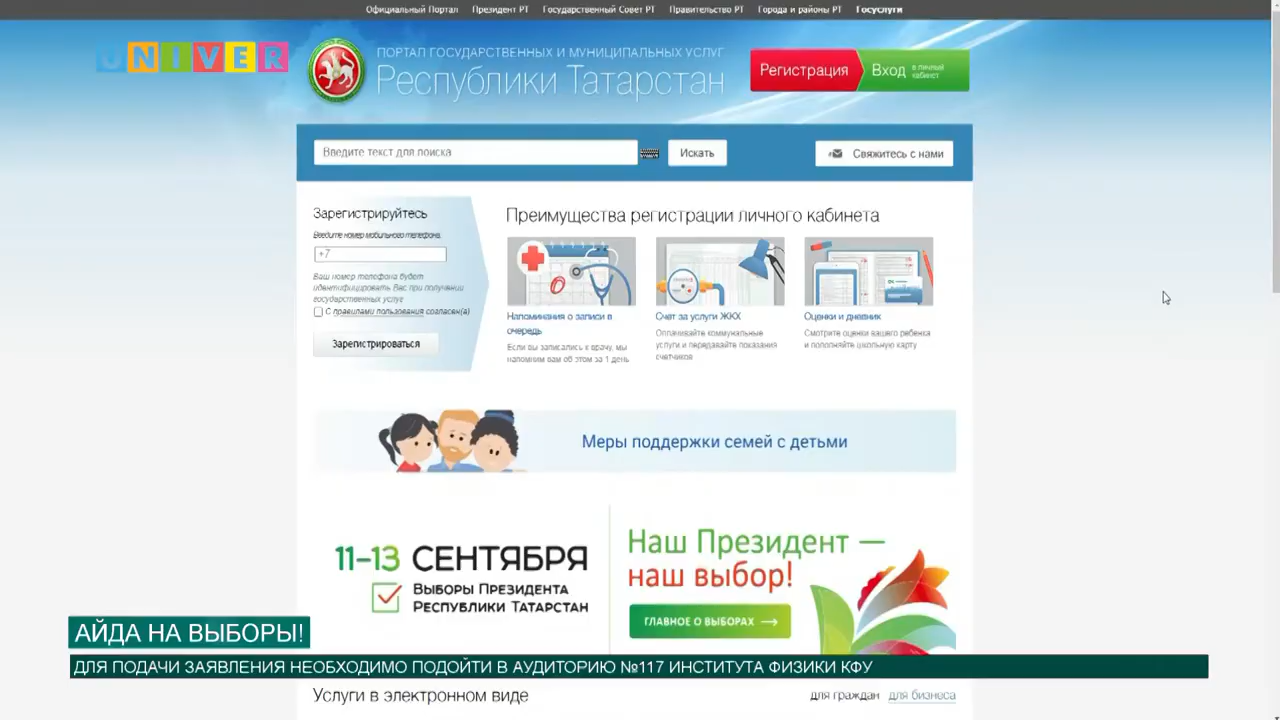 Официальный Портал Президент РТ Государственный Совет РТ Правительство РТ Города и районы РТ Госуслуги
UNIVER
ПОРТАЛ ГОСУДАРСТВЕННЫХ И МУНИЦИПАЛЬНЫХ УСЛУГ
Республики Татарстан
Регистрация
Вход в личный кабинет
Введите текст для поиска
Искать
Свяжитесь с нами
Зарегистрируйтесь
Введите номер мобильного телефона.
+7
Ваш номер телефона будет
идентифицировать Вас при получении
государственных услуг
С правилами пользования согласен(а)
Зарегистрироваться
Преимущества регистрации личного кабинета
Напоминания о записи в
очередь
Если вы записались к врачу, мы
напомним вам об этом за 1 день
Счет за услуги ЖКХ
Оплачивайте коммунальные
услуги и передавайте показания
счетчиков
Оценки и дневник
Смотрите оценки вашего ребенка
и пополняйте школьную карту
Меры поддержки семей с детьми
11–13 СЕНТЯБРЯ
ВЫБОРЫ ПРЕЗИДЕНТА
РЕСПУБЛИКИ ТАТАРСТАН
Наш Президент —
наш выбор!
ГЛАВНОЕ О ВЫБОРАХ
АЙДА НА ВЫБОРЫ!
ДЛЯ ПОДАЧИ ЗАЯВЛЕНИЯ НЕОБХОДИМО ПОДОЙТИ В АУДИТОРИЮ №117 ИНСТИТУТА ФИЗИКИ КФУ
Услуги в электронном виде
для граждан для бизнеса